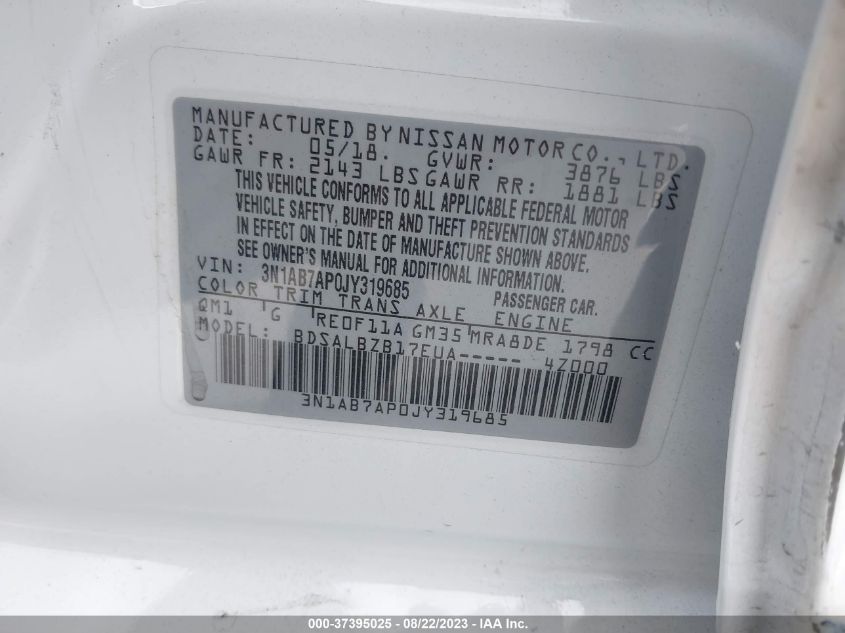 MANUFACTURED BY NISSAN MOTOR CO., LTD.
DATE: 05/18. GVWR: 3876 LBS
GAWR FR: 2143 LBS GAWR RR: 1881 LBS
THIS VEHICLE CONFORMS TO ALL APPLICABLE FEDERAL MOTOR
VEHICLE SAFETY, BUMPER AND THEFT PREVENTION STANDARDS
IN EFFECT ON THE DATE OF MANUFACTURE SHOWN ABOVE.
SEE OWNER'S MANUAL FOR ADDITIONAL INFORMATION.
VIN: 3N1AB7AP0JY319685 PASSENGER CAR.
COLOR TRIM TRANS AXLE ENGINE
QM1 G RE0F11A GM35 MRA8DE 1798 CC
MODEL: BDSALBZB17EUA----- 4Z000
3N1AB7AP0JY319685
000-37395025 - 08/22/2023 - IAA Inc.